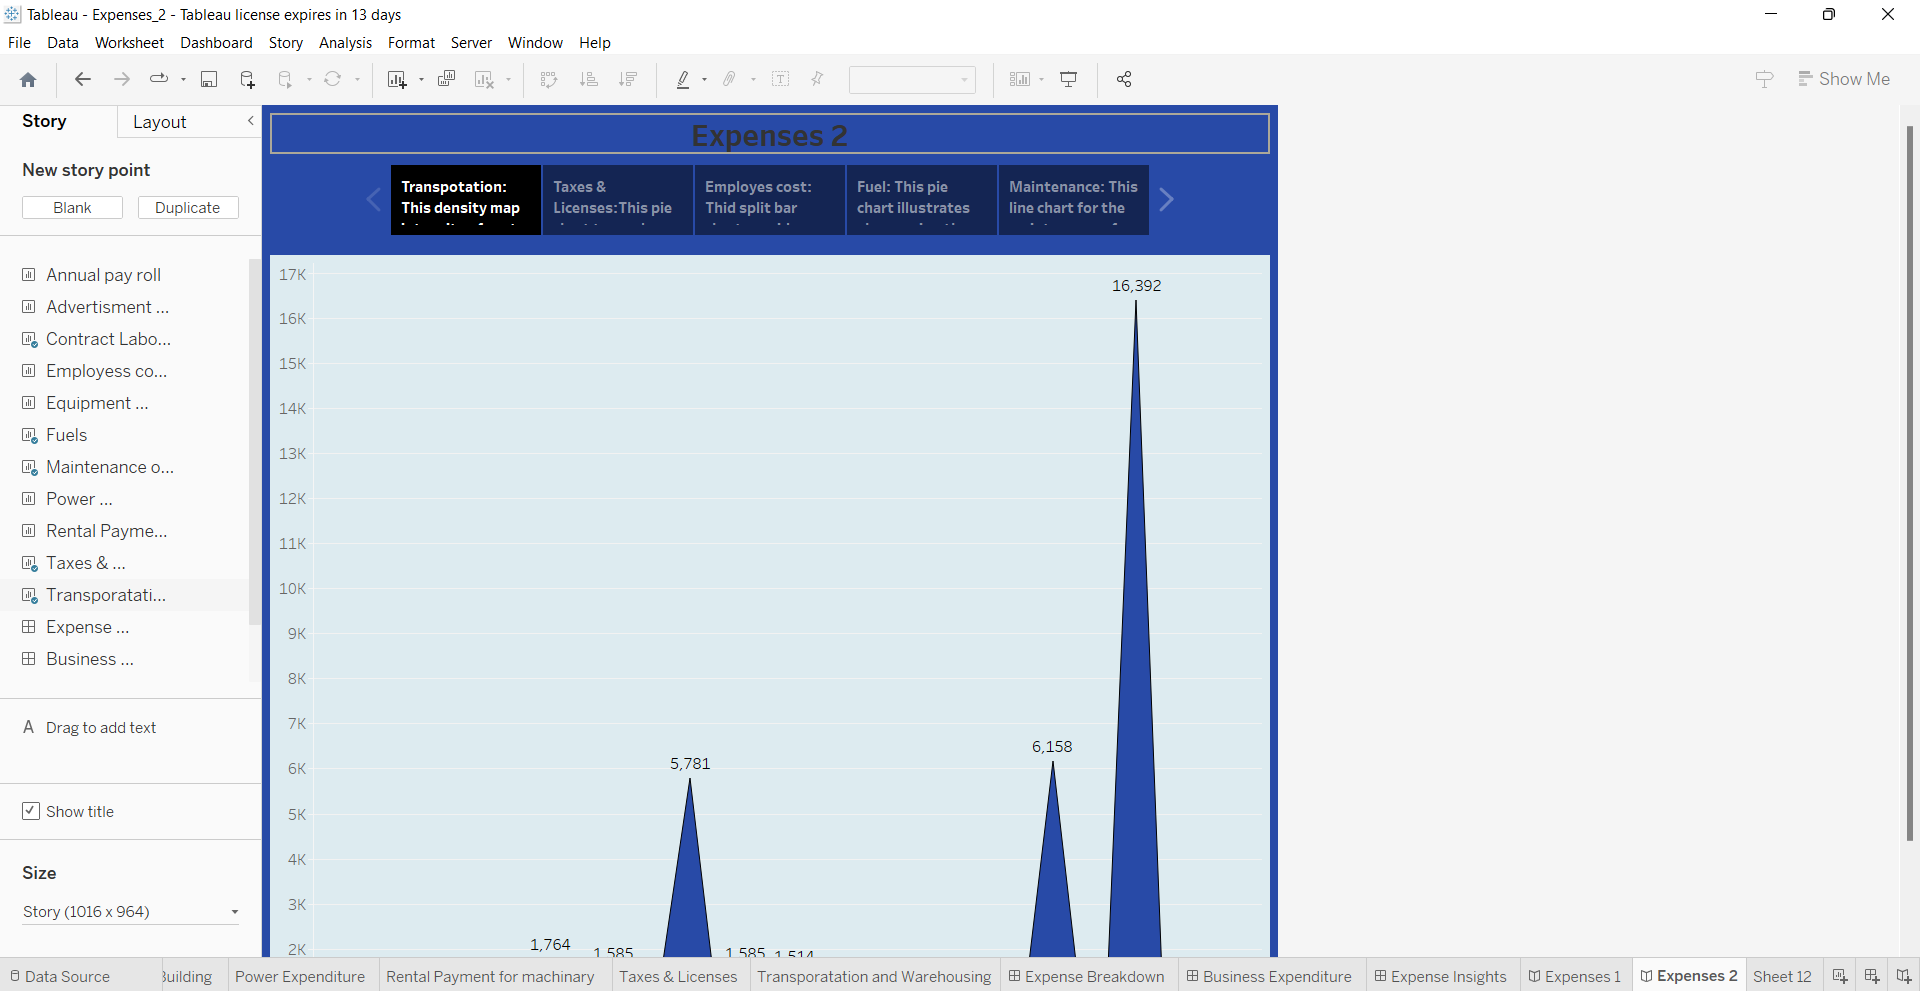 Tableau - Expenses_2 - Tableau license expires in 13 days
File Data Worksheet Dashboard Story Analysis Format Server Window Help
Show Me
Story Layout
New story point
Blank Duplicate
Annual pay roll
Advertisment ...
Contract Labo...
Employess co...
Equipment ...
Fuels
Maintenance o...
Power ...
Rental Payme...
Taxes & ...
Transporatati...
Expense ...
Business ...
A Drag to add text
Show title
Size
Story (1016 x 964)
Expenses 2
Transpotation:
This density map
Taxes &
Licenses:This pie
Employes cost:
Thid split bar
Fuel: This pie
chart illustrates
Maintenance: This
line chart for the
17K
16,392
16K
15K
14K
13K
12K
11K
10K
9K
8K
7K
6,158
5,781
6K
5K
4K
3K
1,764
1,585
1,585
1,514
2K
Data Source Building Power Expenditure Rental Payment for machinary Taxes & Licenses Transporatation and Warehousing Expense Breakdown Business Expenditure Expense Insights Expenses 1 Expenses 2 Sheet 12